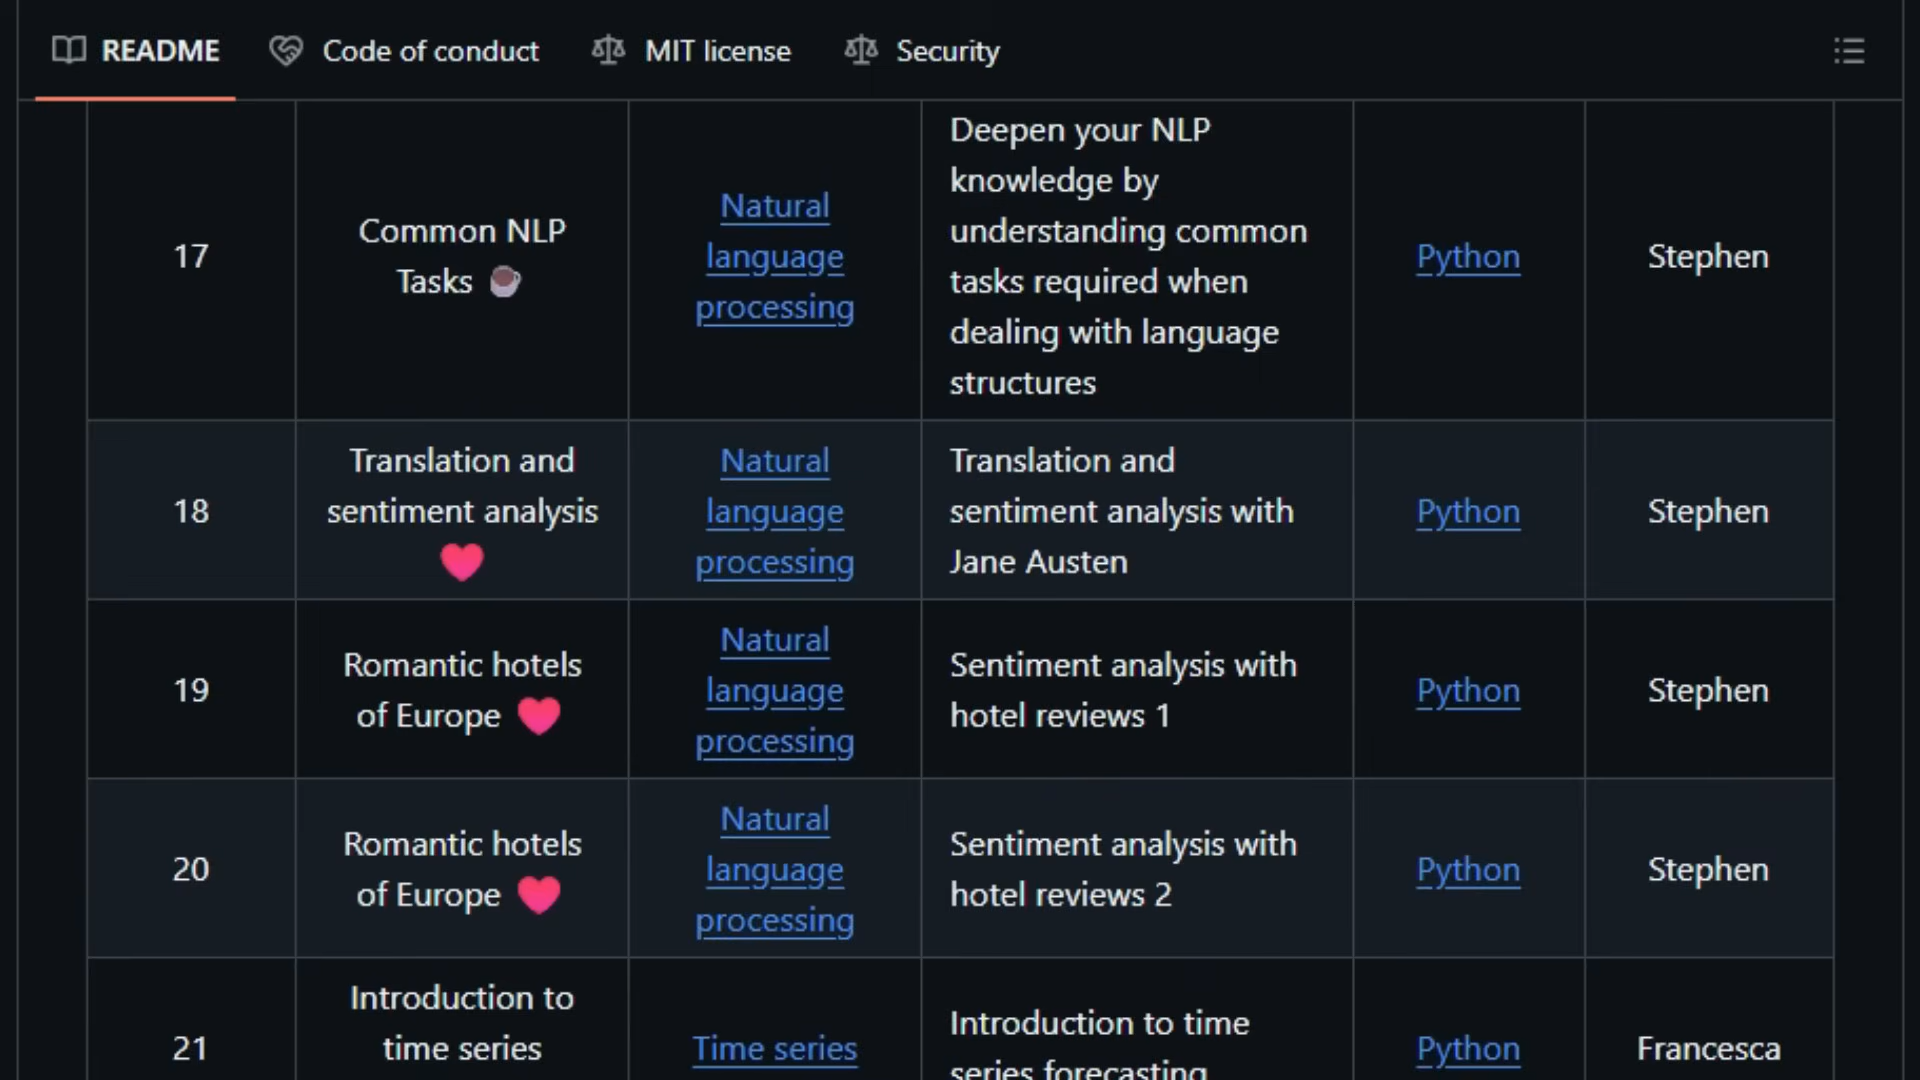 README
Code of conduct
MIT license
Security
17
Common NLP
Tasks ☕
Natural
language
processing
Deepen your NLP
knowledge by
understanding common
tasks required when
dealing with language
structures
Python
Stephen
18
Translation and
sentiment analysis
♥️
Natural
language
processing
Translation and
sentiment analysis with
Jane Austen
Python
Stephen
19
Romantic hotels
of Europe ♥️
Natural
language
processing
Sentiment analysis with
hotel reviews 1
Python
Stephen
20
Romantic hotels
of Europe ♥️
Natural
language
processing
Sentiment analysis with
hotel reviews 2
Python
Stephen
21
Introduction to
time series
Time series
Introduction to time
series forecasting
Python
Francesca